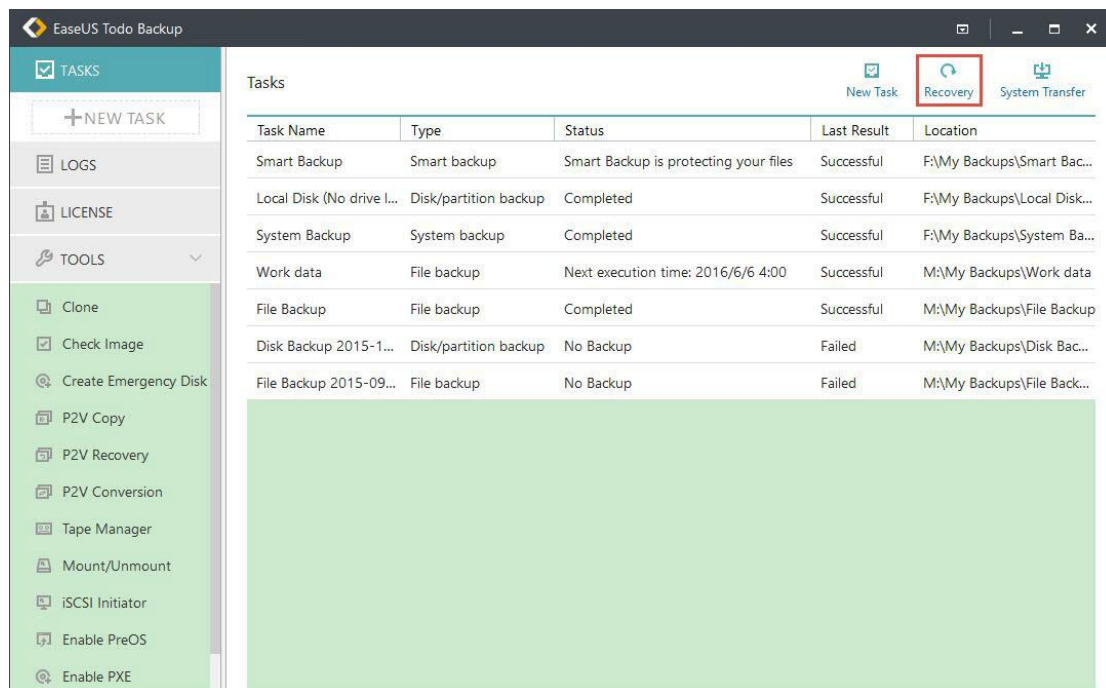 EaseUS Todo Backup
TASKS
NEW TASK
LOGS
LICENSE
TOOLS
Clone
Check Image
Create Emergency Disk
P2V Copy
P2V Recovery
P2V Conversion
Tape Manager
Mount/Unmount
iSCSI Initiator
Enable PreOS
Enable PXE
Tasks
New Task Recovery System Transfer
Task Name Type Status Last Result Location
Smart Backup Smart backup Smart Backup is protecting your files Successful F:\My Backups\Smart Bac...
Local Disk (No drive l... Disk/partition backup Completed Successful F:\My Backups\Local Disk...
System Backup System backup Completed Successful F:\My Backups\System Ba...
Work data File backup Next execution time: 2016/6/6 4:00 Successful M:\My Backups\Work data
File Backup File backup Completed Successful M:\My Backups\File Backup
Disk Backup 2015-1... Disk/partition backup No Backup Failed M:\My Backups\Disk Bac...
File Backup 2015-09... File backup No Backup Failed M:\My Backups\File Back...